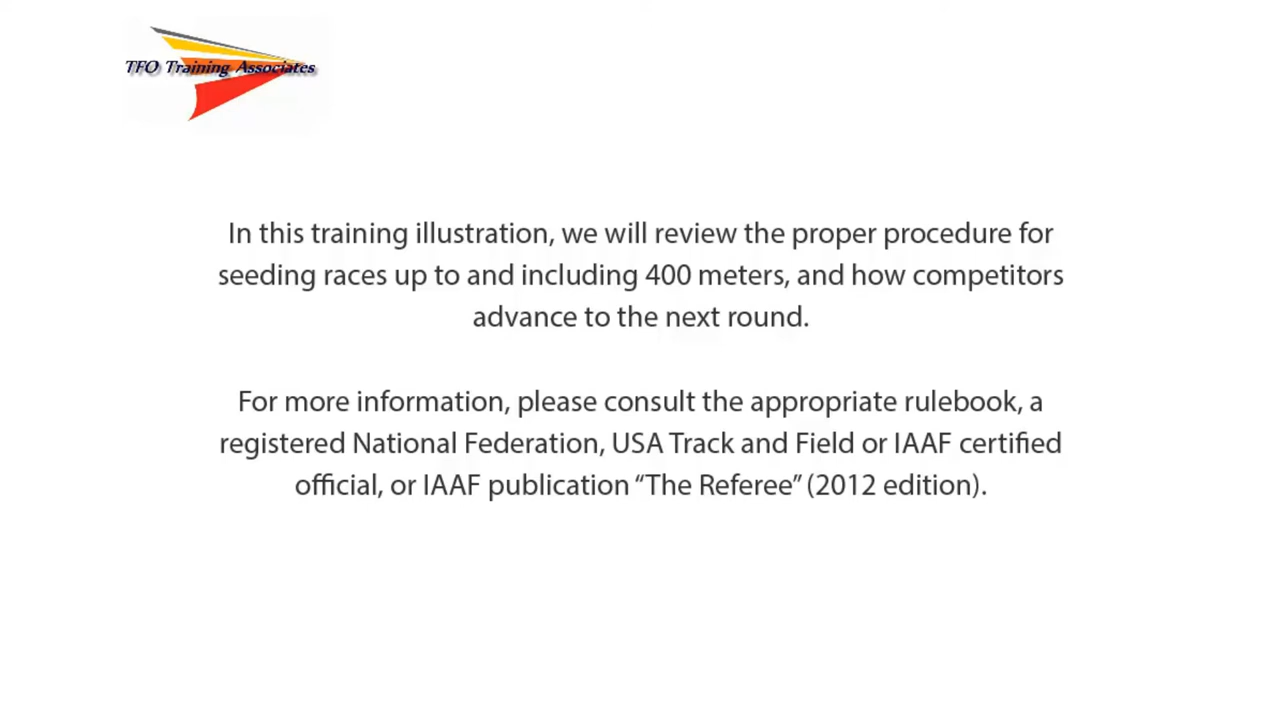 TFO Training Associates
In this training illustration, we will review the proper procedure for
seeding races up to and including 400 meters, and how competitors
advance to the next round.
For more information, please consult the appropriate rulebook, a
registered National Federation, USA Track and Field or IAAF certified
official, or IAAF publication “The Referee” (2012 edition).